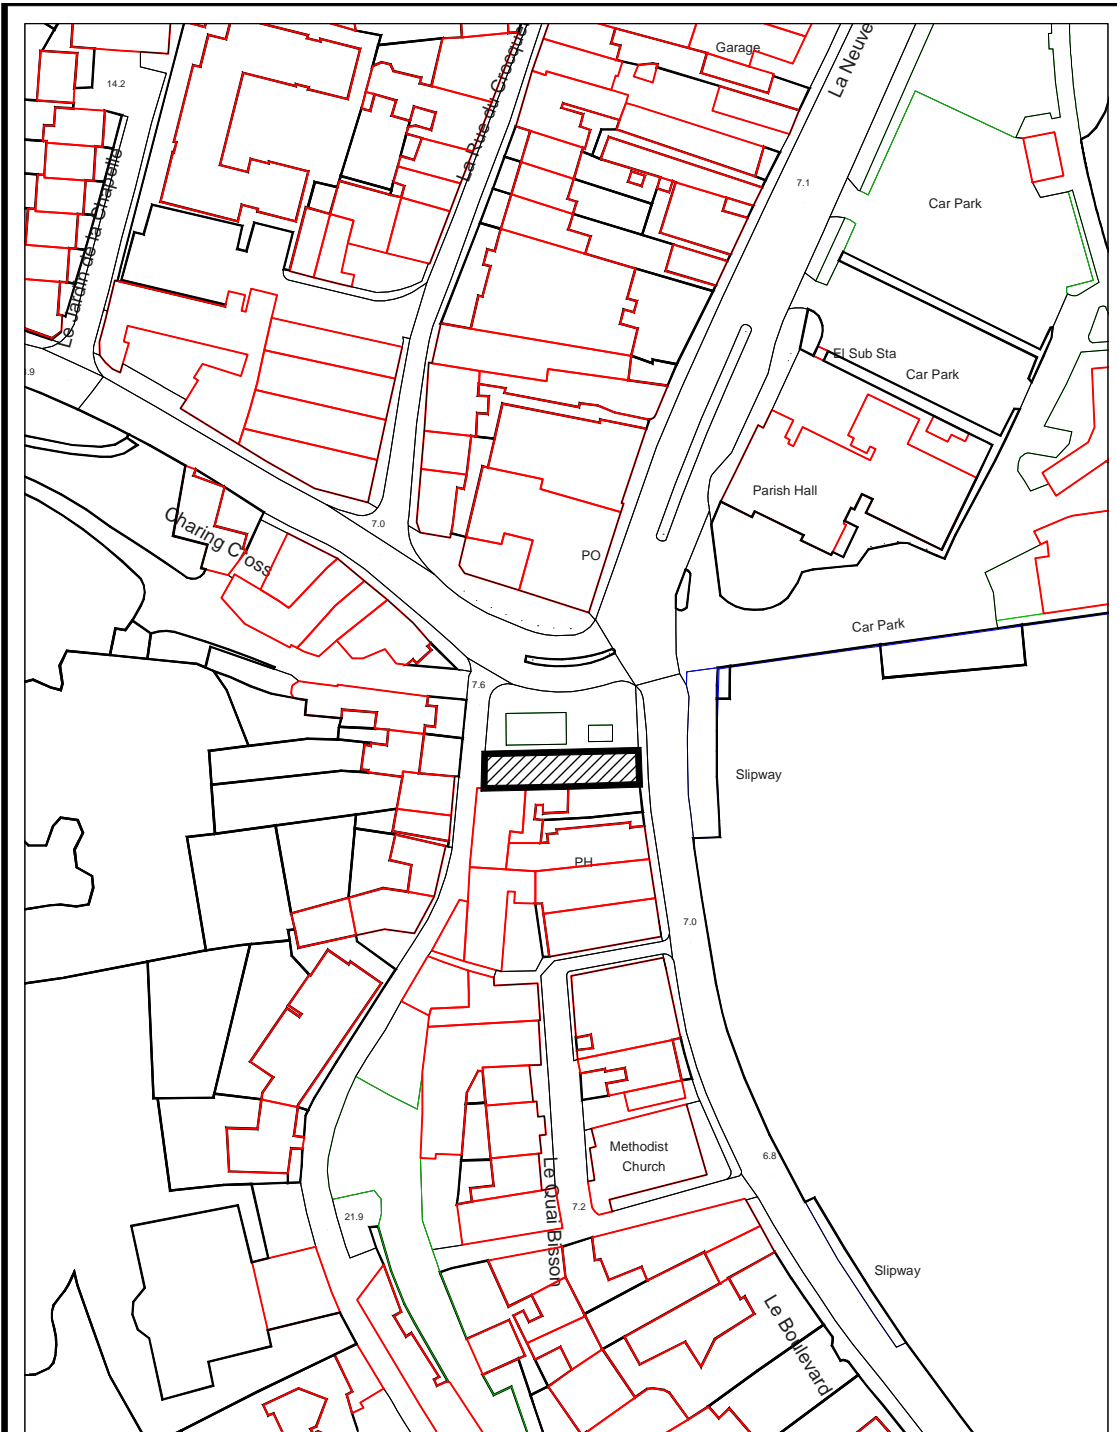 Garage
La Neuve
La Rue du Crocquet
14.2
Le Jardin de la Chapelle
7.1
Car Park
El Sub Sta
Car Park
.9
Parish Hall
Charing Cross
7.0
PO
Car Park
7.6
Slipway
PH
7.0
Methodist
Church
6.8
Le Quai Bisson
7.2
21.9
Slipway
Le Boulevard